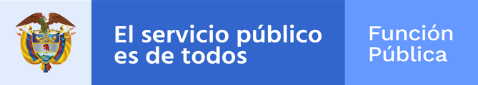 El servicio público
es de todos
Función
Pública